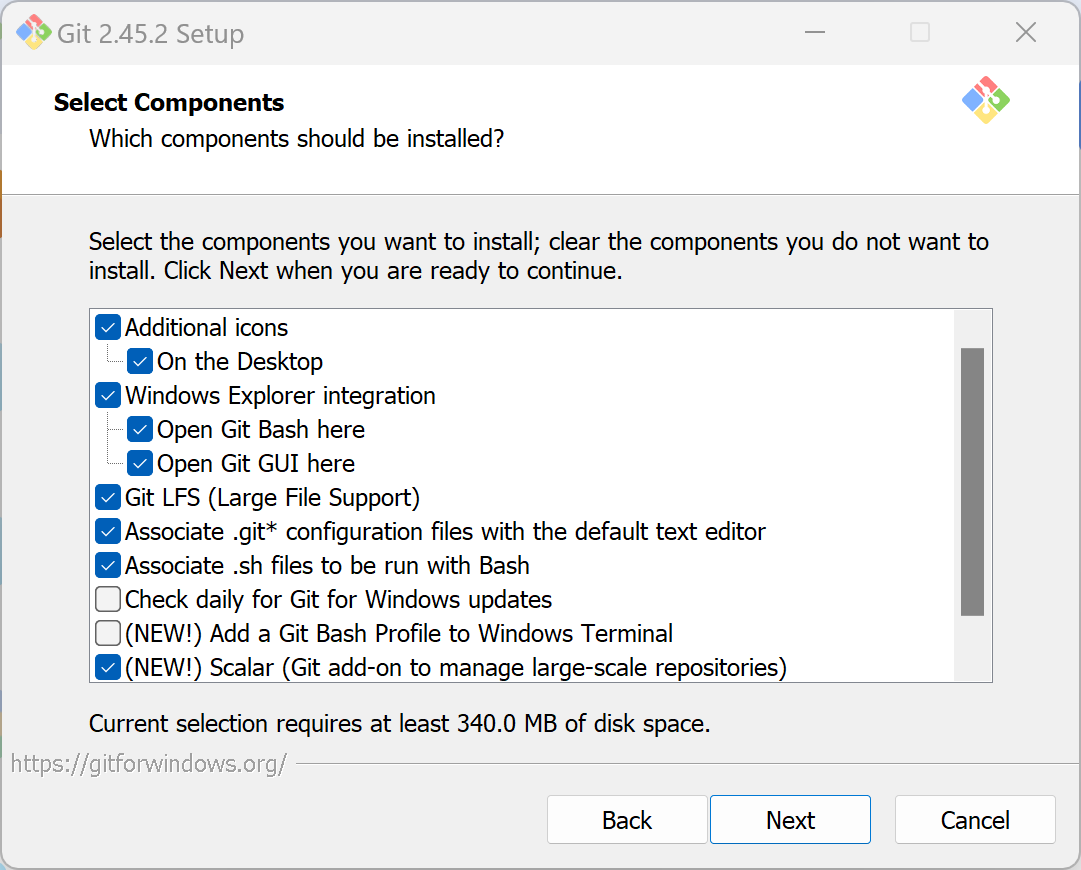 Git 2.45.2 Setup
Select Components
Which components should be installed?
Select the components you want to install; clear the components you do not want to
install. Click Next when you are ready to continue.
Additional icons
On the Desktop
Windows Explorer integration
Open Git Bash here
Open Git GUI here
Git LFS (Large File Support)
Associate .git* configuration files with the default text editor
Associate .sh files to be run with Bash
Check daily for Git for Windows updates
(NEW!) Add a Git Bash Profile to Windows Terminal
(NEW!) Scalar (Git add-on to manage large-scale repositories)
Current selection requires at least 340.0 MB of disk space.
https://gitforwindows.org/
Back Next Cancel